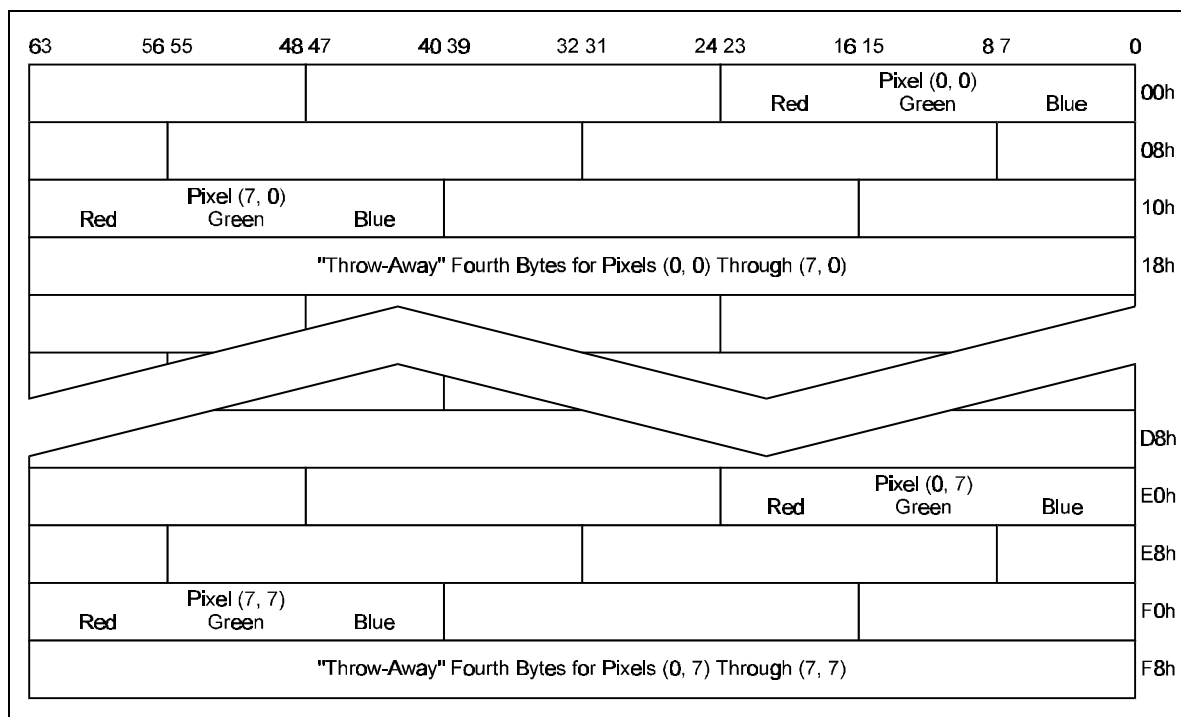 63 56 55 48 47 40 39 32 31 24 23 16 15 8 7 0
Pixel (0, 0)
Red Green Blue
00h
08h
Pixel (7, 0)
Red Green Blue
10h
"Throw-Away" Fourth Bytes for Pixels (0, 0) Through (7, 0)
18h
D8h
Pixel (0, 7)
Red Green Blue
E0h
E8h
Pixel (7, 7)
Red Green Blue
F0h
"Throw-Away" Fourth Bytes for Pixels (0, 7) Through (7, 7)
F8h